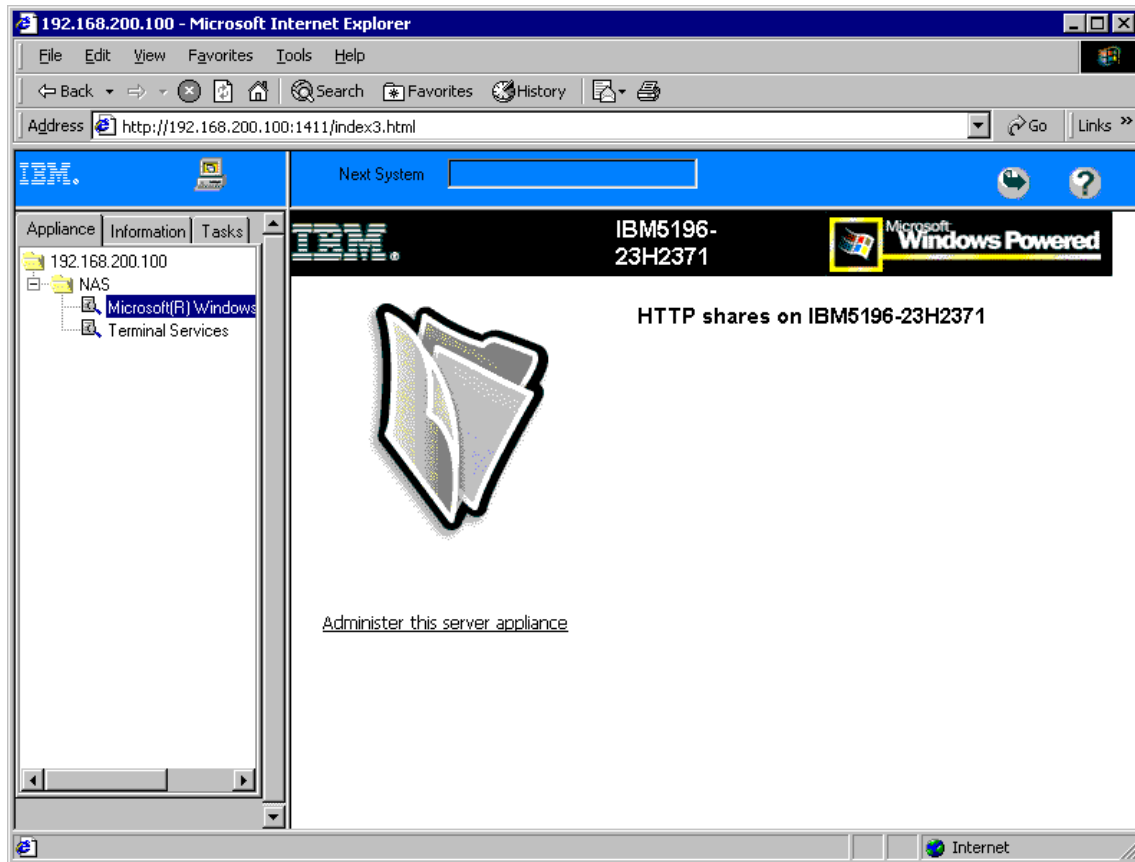 192.168.200.100 - Microsoft Internet Explorer
File Edit View Favorites Tools Help
Back Search Favorites History
Address http://192.168.200.100:1411/index3.html Go Links »
IBM. Next System ?
Appliance Information Tasks
192.168.200.100
NAS
Microsoft(R) Windows
Terminal Services
IBM. IBM5196-
23H2371
Microsoft
Windows Powered
HTTP shares on IBM5196-23H2371
Administer this server appliance
Internet